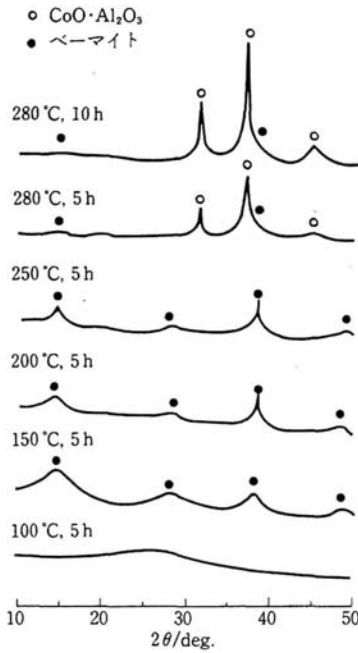 ○ CoO·Al₂O₃
● ベーマイト
280 ℃, 10 h
280 ℃, 5 h
250 ℃, 5 h
200 ℃, 5 h
150 ℃, 5 h
100 ℃, 5 h
10 20 30 40 50
2θ/deg.